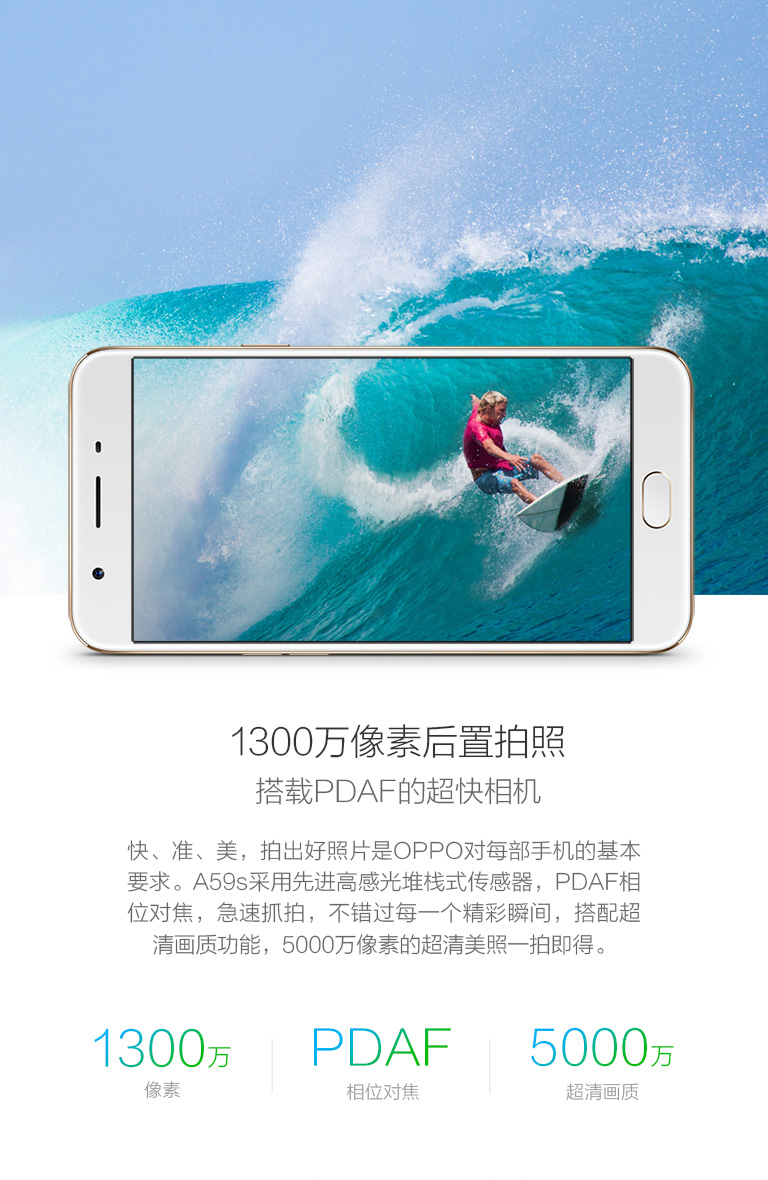 1300万像素后置拍照
搭载PDAF的超快相机
快、准、美，拍出好照片是OPPO对每部手机的基本
要求。A59s采用先进高感光堆栈式传感器，PDAF相
位对焦，急速抓拍，不错过每一个精彩瞬间，搭配超
清画质功能，5000万像素的超清美照一拍即得。
1300万
像素
PDAF
相位对焦
5000万
超清画质